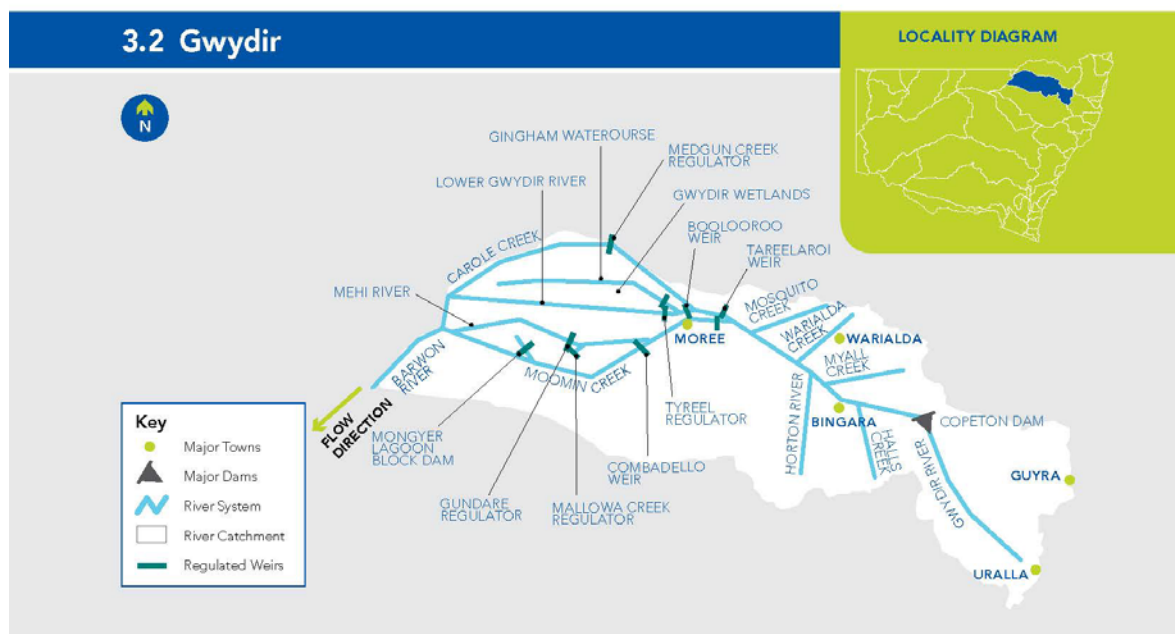 3.2 Gwydir
LOCALITY DIAGRAM
N
GINGHAM WATEROURSE
MEDGUN CREEK
REGULATOR
LOWER GWYDIR RIVER
GWYDIR WETLANDS
BOOLOOROO
WEIR
TAREELAROI
WEIR
CAROLE CREEK
MEHI RIVER
MOSQUITO
CREEK
WARIALDA
CREEK
WARIALDA
MOREE
MYALL
CREEK
BARWON
RIVER
MOOMIN CREEK
TYREEL
REGULATOR
HORTON RIVER
BINGARA
HALLS
CREEK
COPETON DAM
GWYDIR RIVER
GUYRA
URALLA
FLOW
DIRECTION
MONGYER
LAGOON
BLOCK DAM
COMBADELLO
WEIR
GUNDARE
REGULATOR
MALLOWA CREEK
REGULATOR
Key
Major Towns
Major Dams
River System
River Catchment
Regulated Weirs